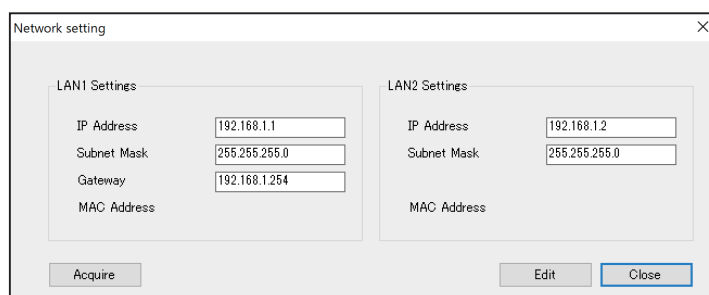 Network setting
LAN1 Settings
IP Address 192.168.1.1
Subnet Mask 255.255.255.0
Gateway 192.168.1.254
MAC Address
LAN2 Settings
IP Address 192.168.1.2
Subnet Mask 255.255.255.0
MAC Address
Acquire Edit Close